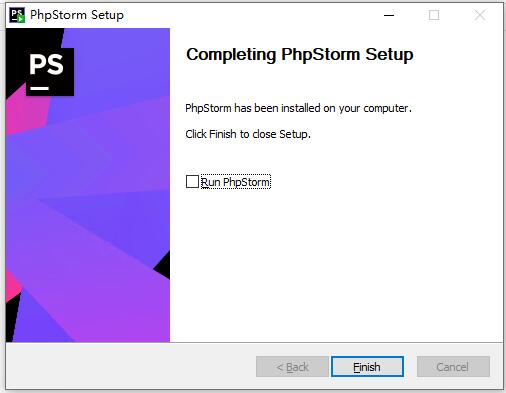 PS PhpStorm Setup
PS
Completing PhpStorm Setup
PhpStorm has been installed on your computer.
Click Finish to close Setup.
Run PhpStorm
< Back
Finish
Cancel